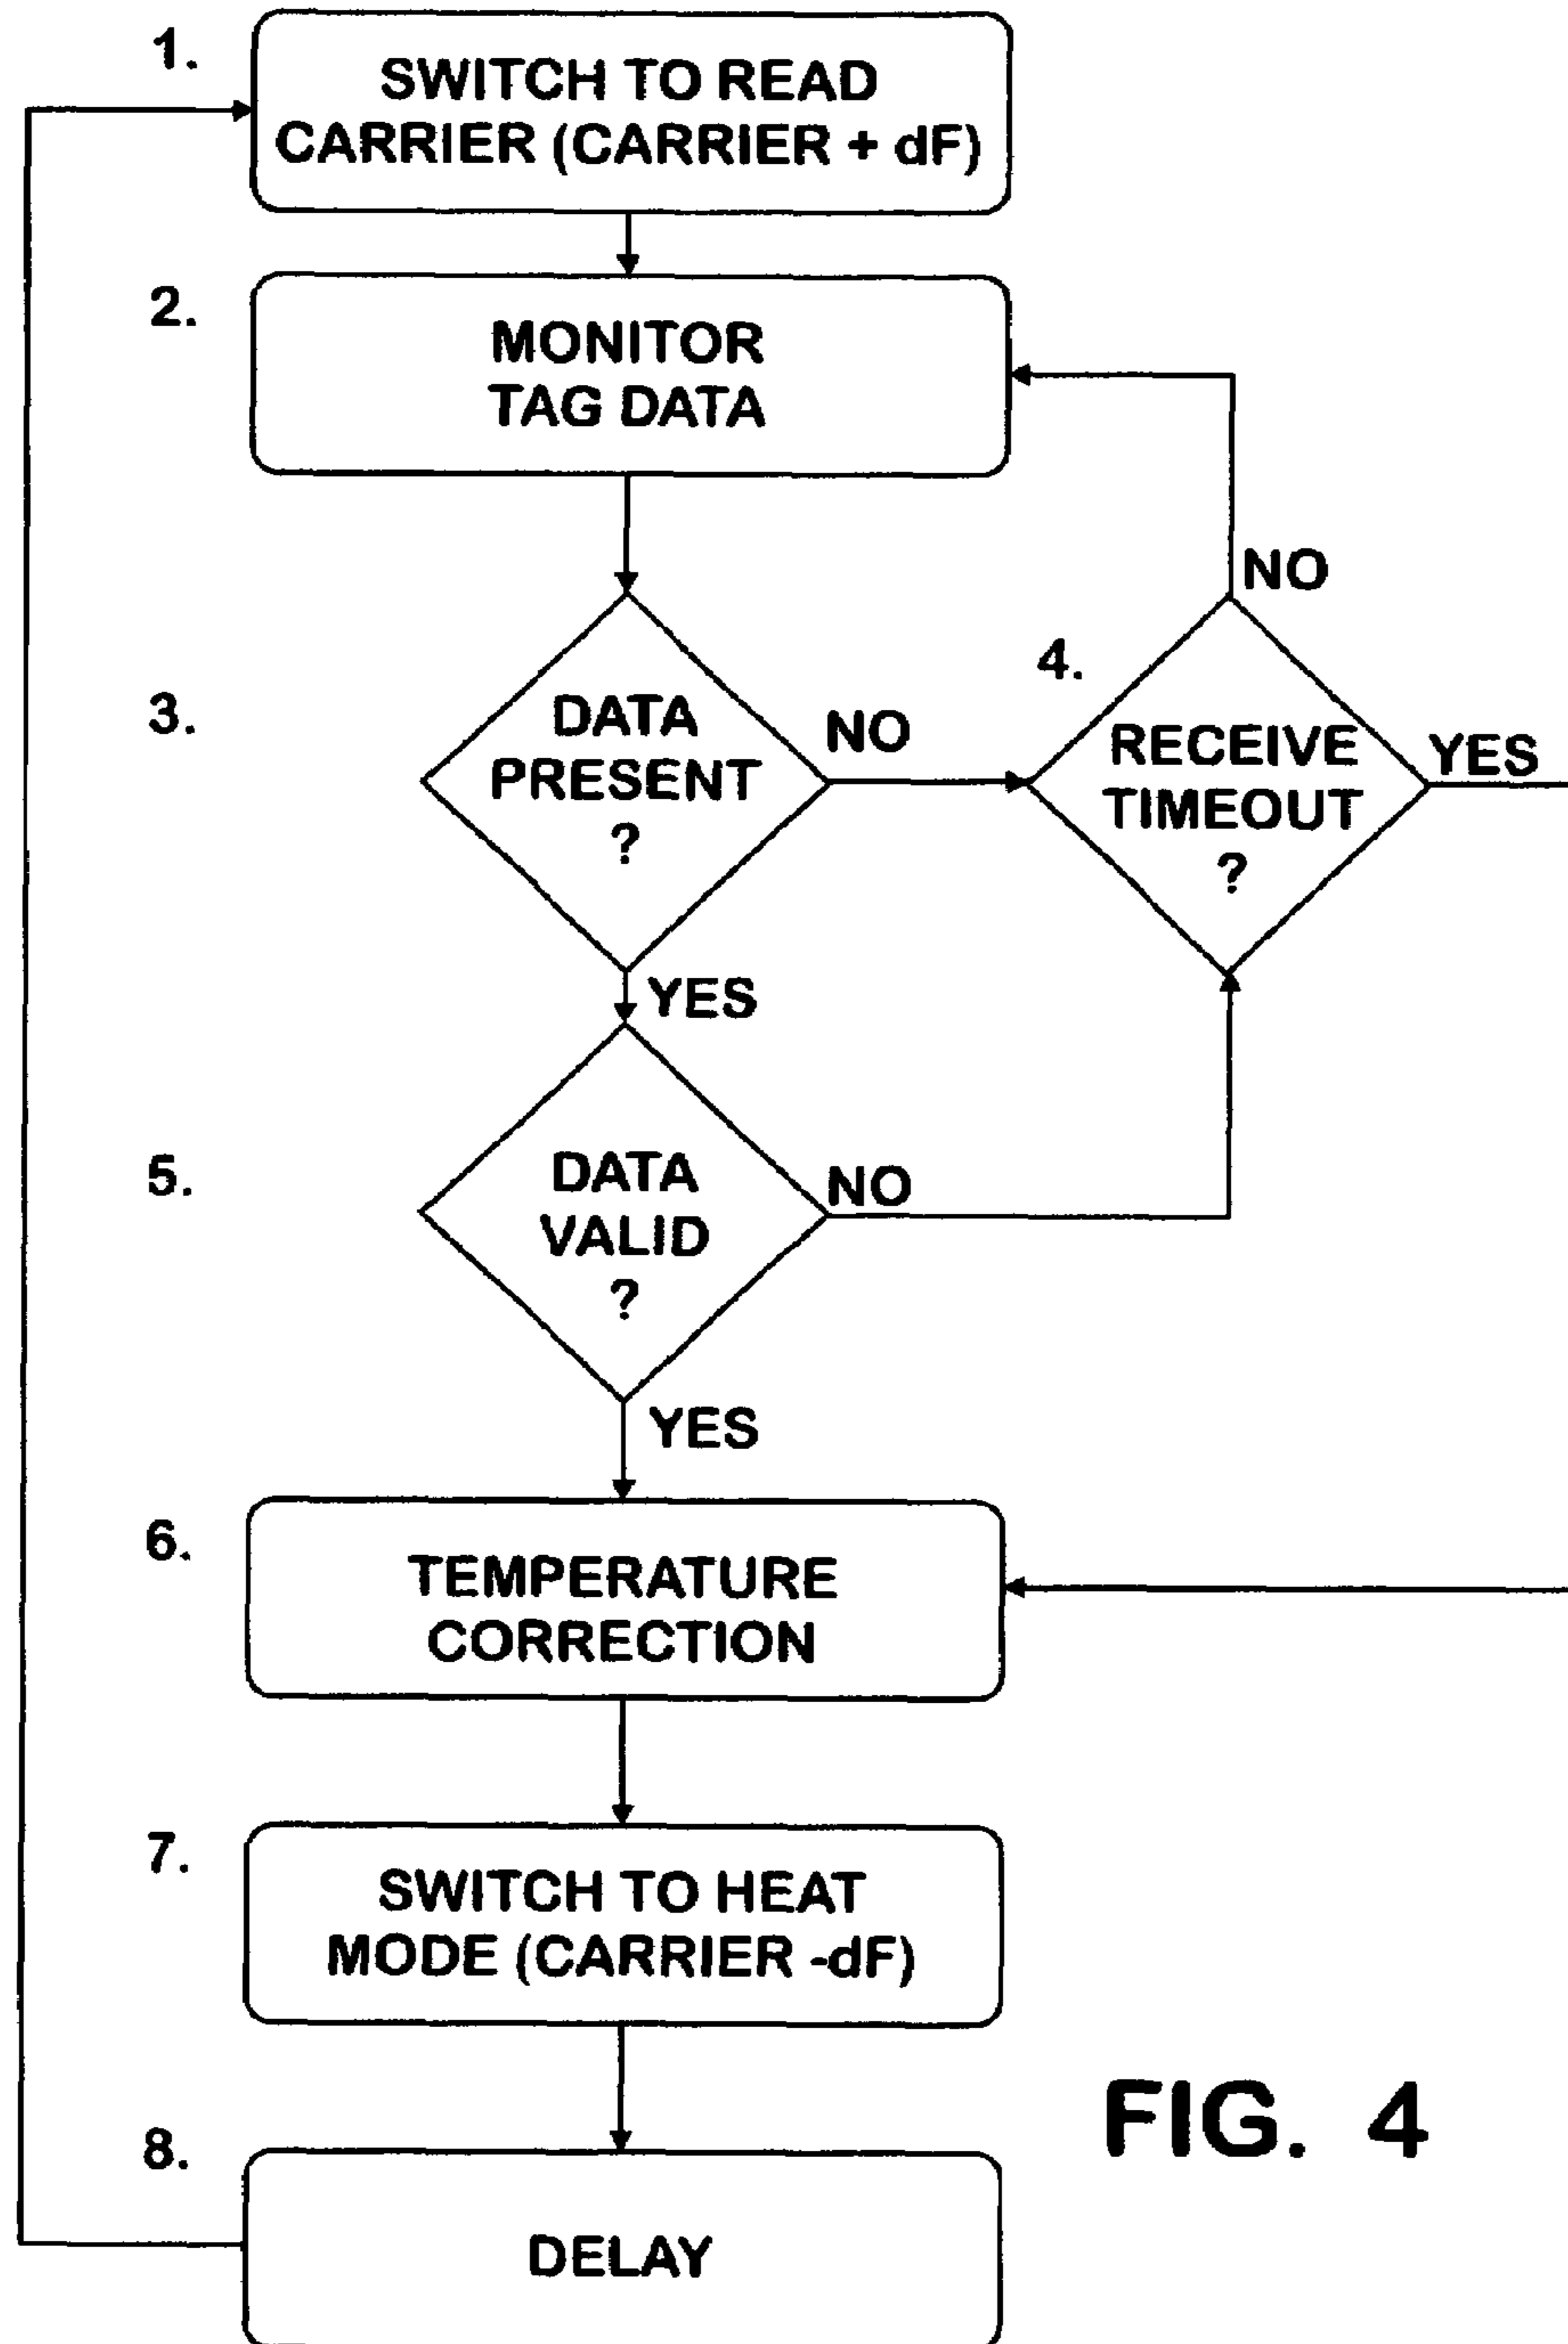 1.
SWITCH TO READ
CARRIER (CARRIER + dF)
2.
MONITOR
TAG DATA
3.
DATA
PRESENT
?
NO
4.
RECEIVE
TIMEOUT
?
NO
YES
YES
5.
DATA
VALID
?
NO
YES
6.
TEMPERATURE
CORRECTION
7.
SWITCH TO HEAT
MODE (CARRIER -dF)
8.
DELAY
FIG. 4